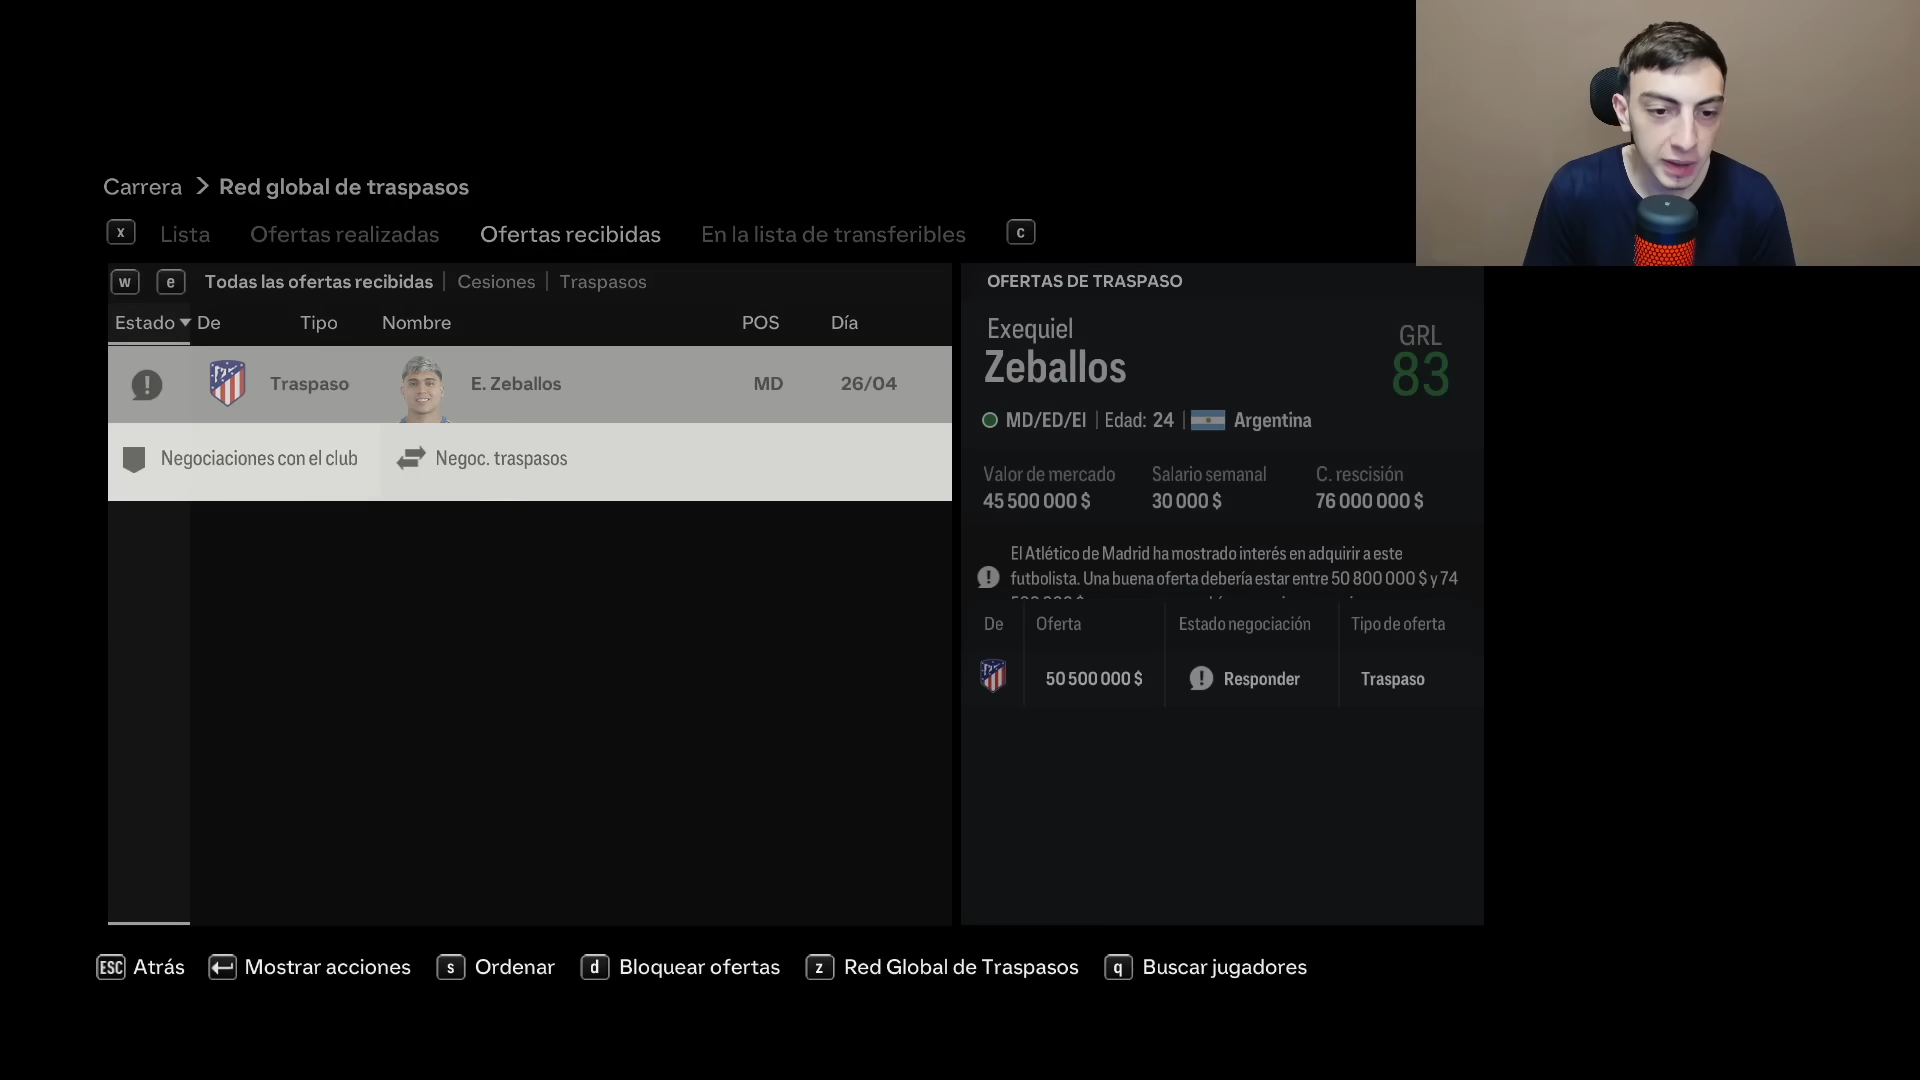 Carrera > Red global de traspasos
x Lista Ofertas realizadas Ofertas recibidas En la lista de transferibles c
w e Todas las ofertas recibidas | Cesiones | Traspasos
Estado De Tipo Nombre POS Día
Traspaso E. Zeballos MD 26/04
Negociaciones con el club Negoc. traspasos
OFERTAS DE TRASPASO
Exequiel
Zeballos
GRL
83
MD/ED/EI | Edad: 24 | Argentina
Valor de mercado Salario semanal C. rescisión
45 500 000 $ 30 000 $ 76 000 000 $
El Atlético de Madrid ha mostrado interés en adquirir a este
futbolista. Una buena oferta debería estar entre 50 800 000 $ y 74
De Oferta Estado negociación Tipo de oferta
50 500 000 $ Responder Traspaso
ESC Atrás Mostrar acciones s Ordenar d Bloquear ofertas z Red Global de Traspasos q Buscar jugadores